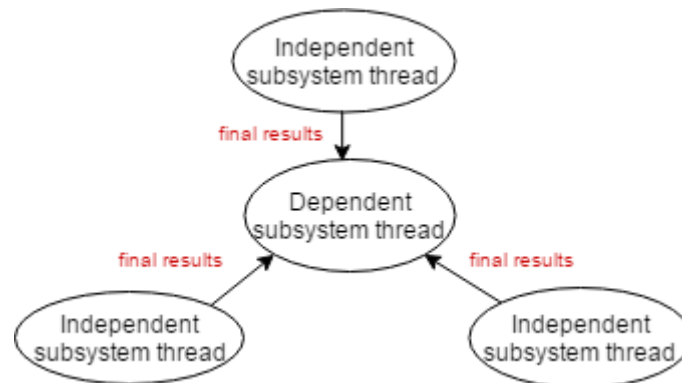 Independent
subsystem thread
final results
Dependent
subsystem thread
final results
final results
Independent
subsystem thread
Independent
subsystem thread